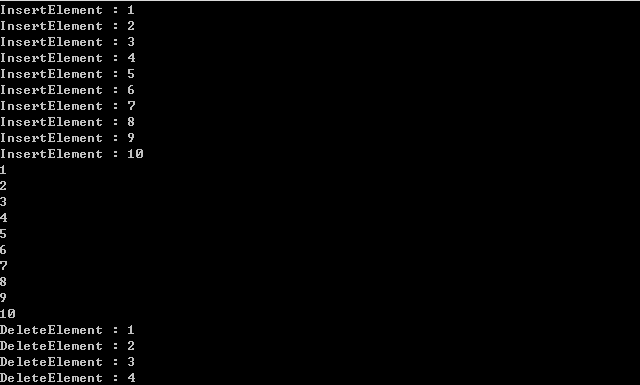 InsertElement : 1
InsertElement : 2
InsertElement : 3
InsertElement : 4
InsertElement : 5
InsertElement : 6
InsertElement : 7
InsertElement : 8
InsertElement : 9
InsertElement : 10
1
2
3
4
5
6
7
8
9
10
DeleteElement : 1
DeleteElement : 2
DeleteElement : 3
DeleteElement : 4